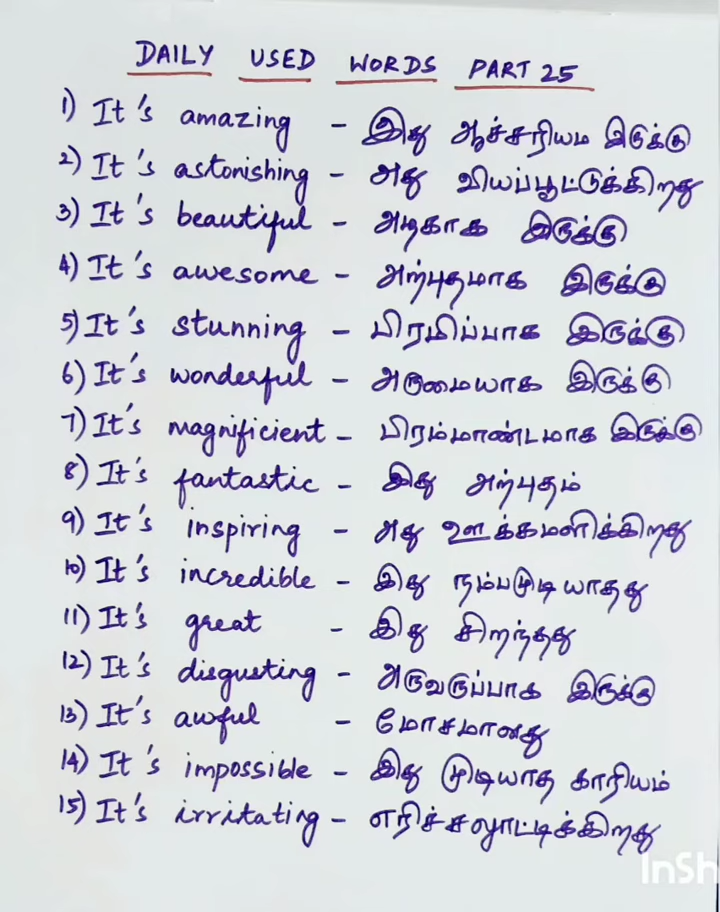 DAILY USED WORDS PART 25
1) It's amazing - இது ஆச்சரியம இருக்கு
2) It's astonishing - அது வியப்பூட்டுக்கிறது
3) It's beautiful - அடிகாக இருக்கு
4) It's awesome - அற்புதமாக இருக்கு
5) It's stunning - பிரமிப்பாக இருக்கு
6) It's wonderful - அருமையாக இருக்கு
7) It's magnificient - பிரம்மாண்டமாக இருக்கு
8) It's fantastic - இது அற்புதம்
9) It's inspiring - அது ஊக்கமளிக்கிறது
10) It's incredible - இது நம்பமுடியாதது
11) It's great - இது சிறந்தது
12) It's disgusting - அருவருப்பாக இருக்கு
13) It's awful - மோசமானது
14) It's impossible - இது முடியாத காரியம்
15) It's irritating - எரிச்சலூட்டிக்கிறது
InSh